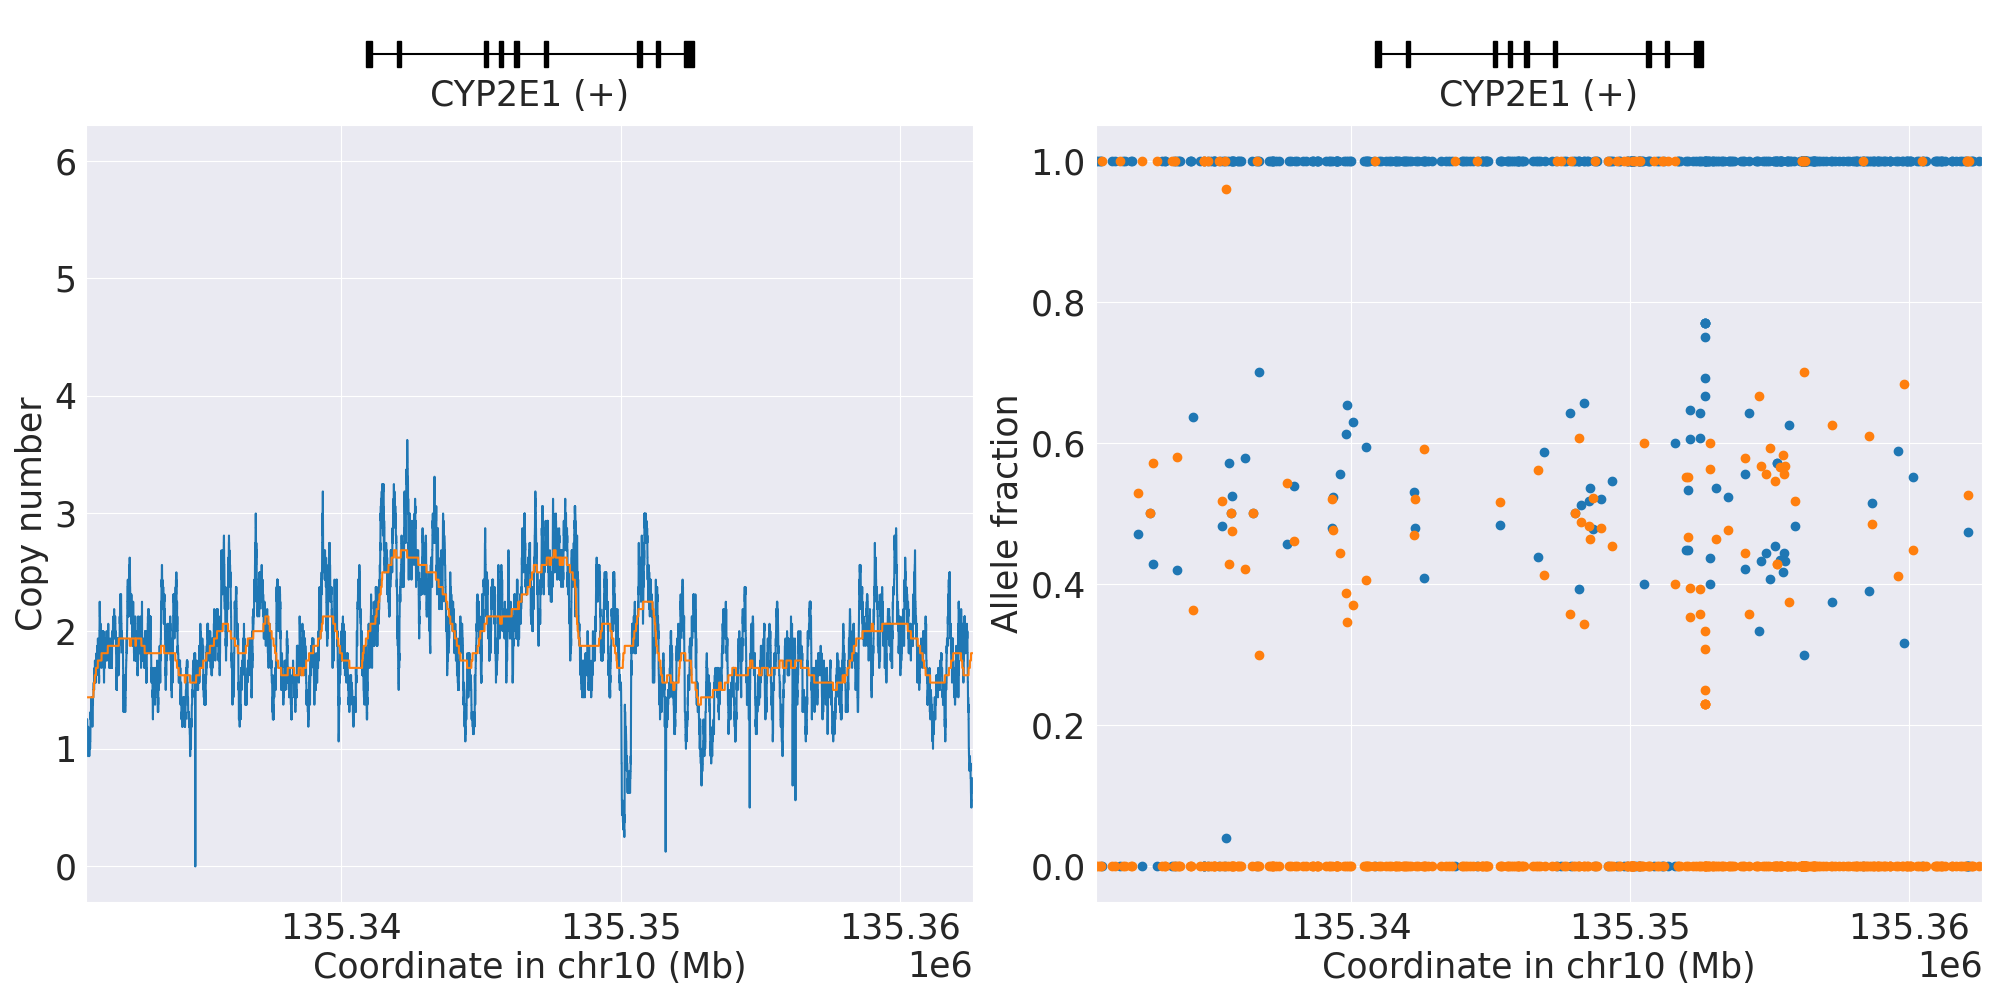 CYP2E1 (+)
CYP2E1 (+)
Copy number
6
5
4
3
2
1
0
135.34
135.35
135.36
Coordinate in chr10 (Mb)
1e6
Allele fraction
1.0
0.8
0.6
0.4
0.2
0.0
135.34
135.35
135.36
Coordinate in chr10 (Mb)
1e6